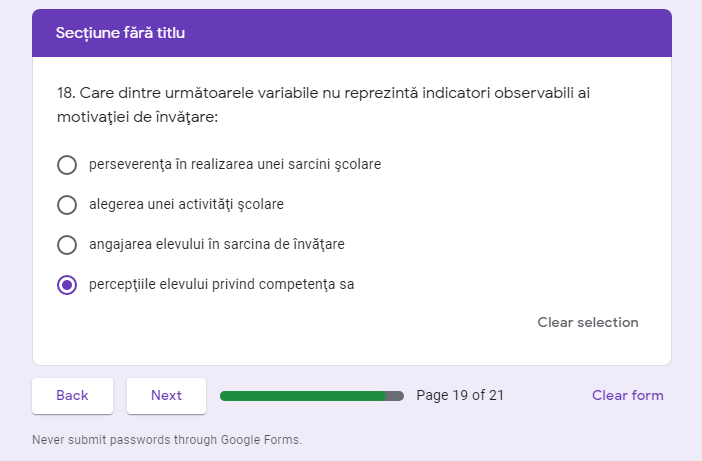 Secțiune fără titlu
18. Care dintre următoarele variabile nu reprezintă indicatori observabili ai
motivaţiei de învăţare:
perseverenţa în realizarea unei sarcini şcolare
alegerea unei activităţi şcolare
angajarea elevului în sarcina de învăţare
percepţiile elevului privind competenţa sa
Clear selection
Back Next Page 19 of 21 Clear form
Never submit passwords through Google Forms.